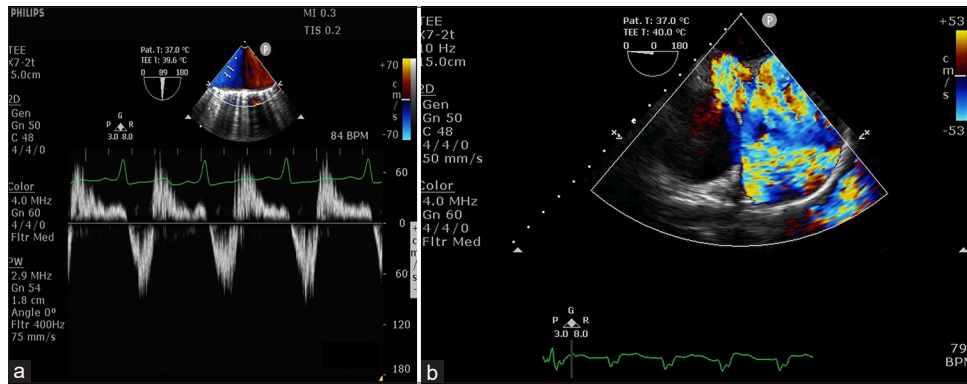 PHILIPS
MI 0.3
TIS 0.2
TEE
X7-2t
15.0cm
2D
Gen
Gn 50
C 48
4/4/0
Color
4.0 MHz
Gn 60
4/4/0
Fltr Med
PW
2.9 MHz
Gn 54
1.8 cm
Angle 0º
Fltr 400Hz
75 mm/s
Pat. T: 37.0 °C
TEE T: 39.6 °C
0 89 180
P
G
P R
3.0 8.0
+70
c
m
/
s
-70
84 BPM
60
0
+
c
m
/
s
-
60
120
180
a
TEE
X7-2t
10 Hz
15.0cm
2D
Gen
Gn 50
C 48
4/4/0
50 mm/s
Color
4.4 MHz
Gn 60
4/4/0
Fltr Med
Pat. T: 37.0 °C
TEE T: 40.0 °C
0 0 180
P
+53
c
m
/
s
-53
G
P R
3.0 8.0
79
BPM
b